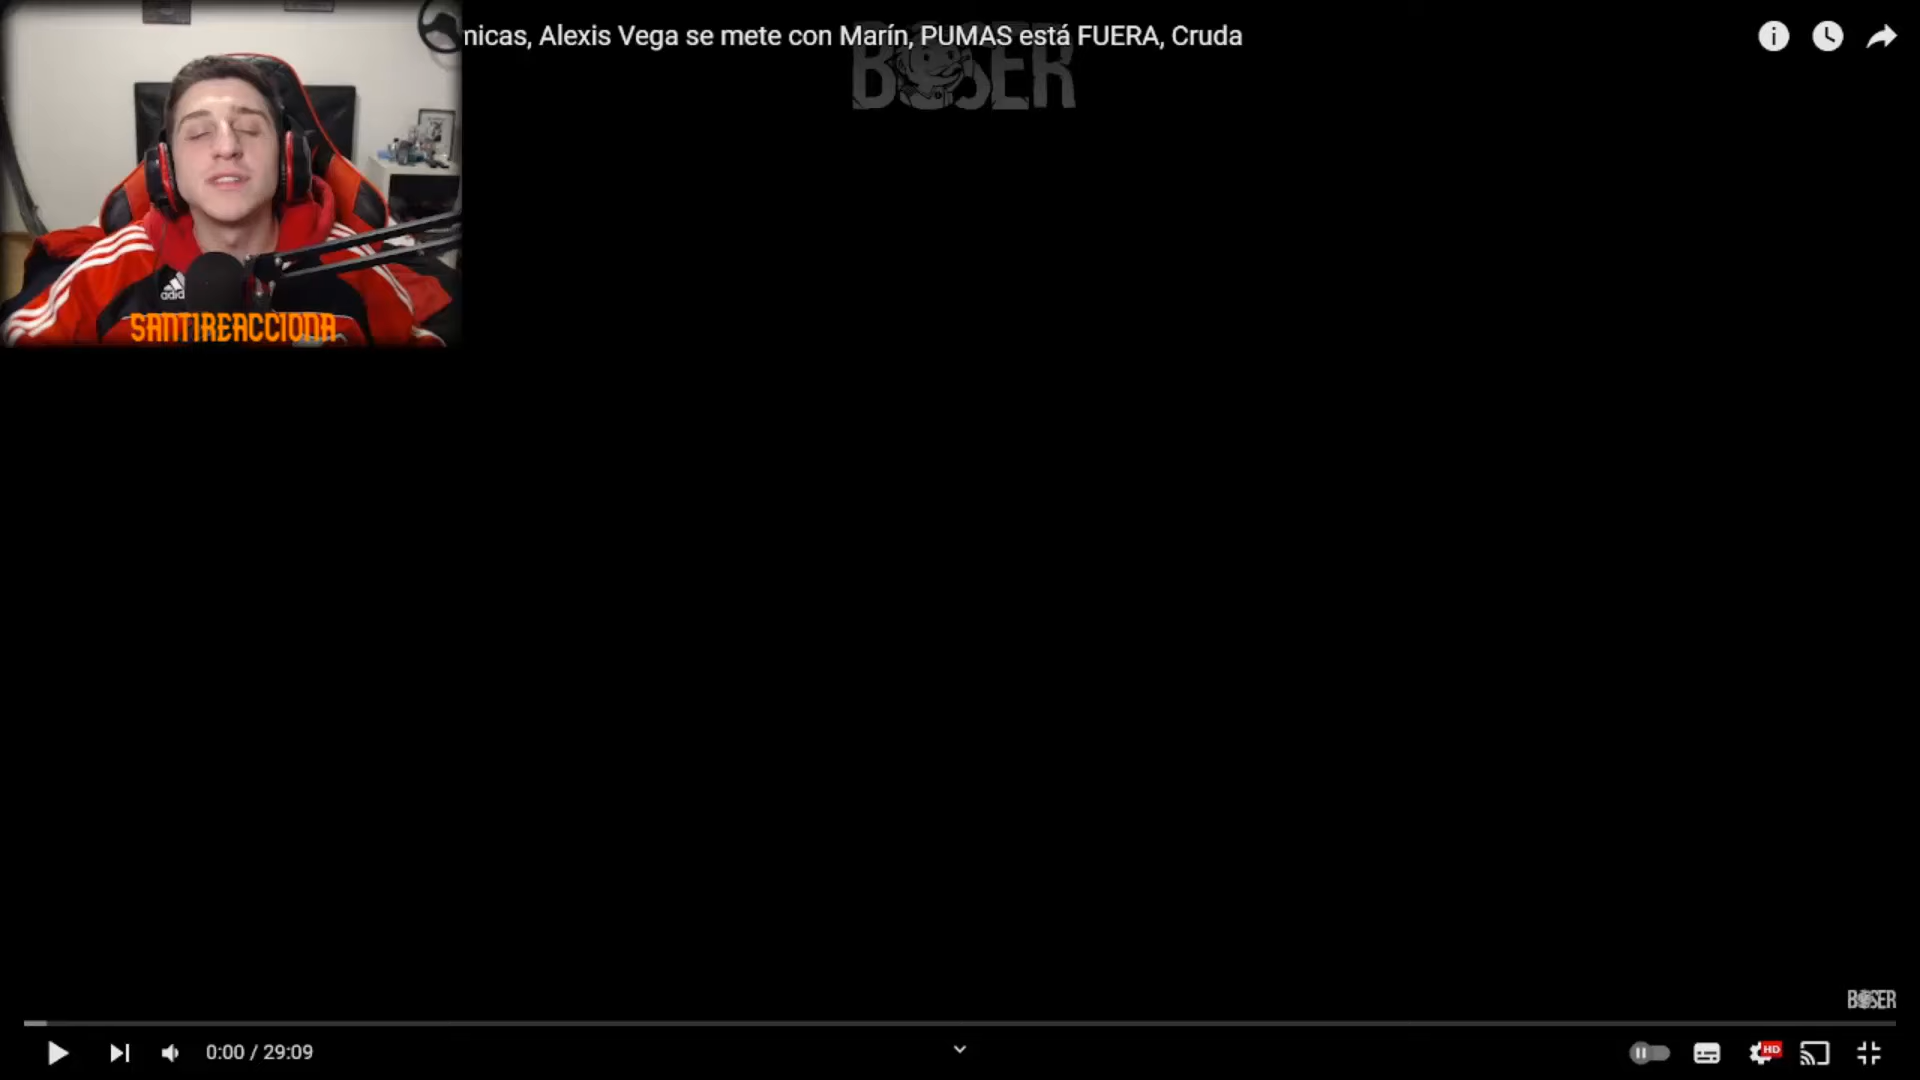 micas, Alexis Vega se mete con Marín, PUMAS está FUERA, Cruda
BOSER
adid
SANTIREACCIONA
BOSER
0:00 / 29:09
HD